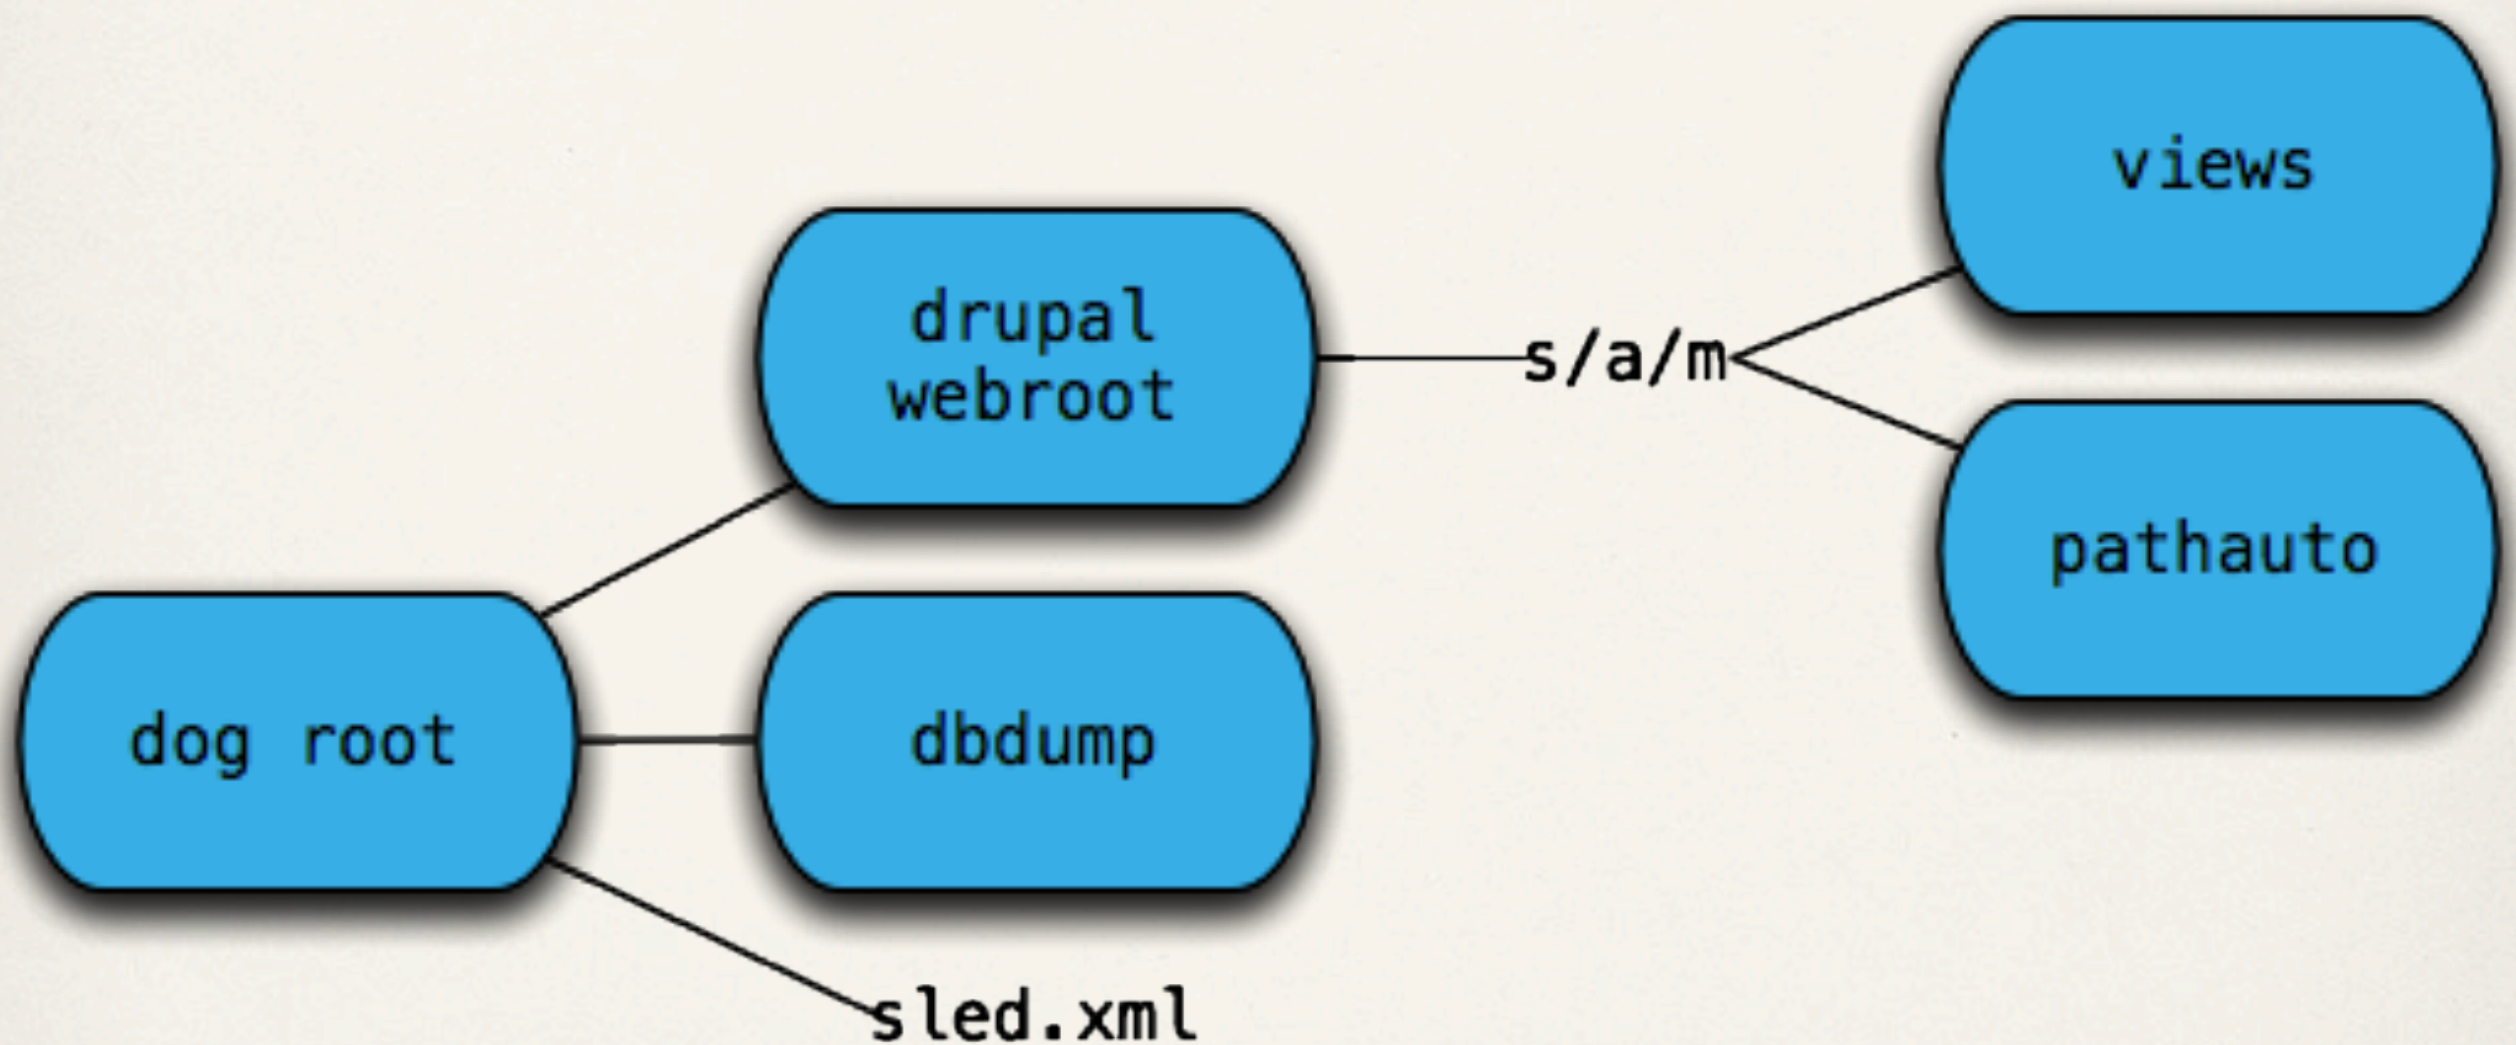 views
drupal
webroot
s/a/m
pathauto
dog root
dbdump
sled.xml